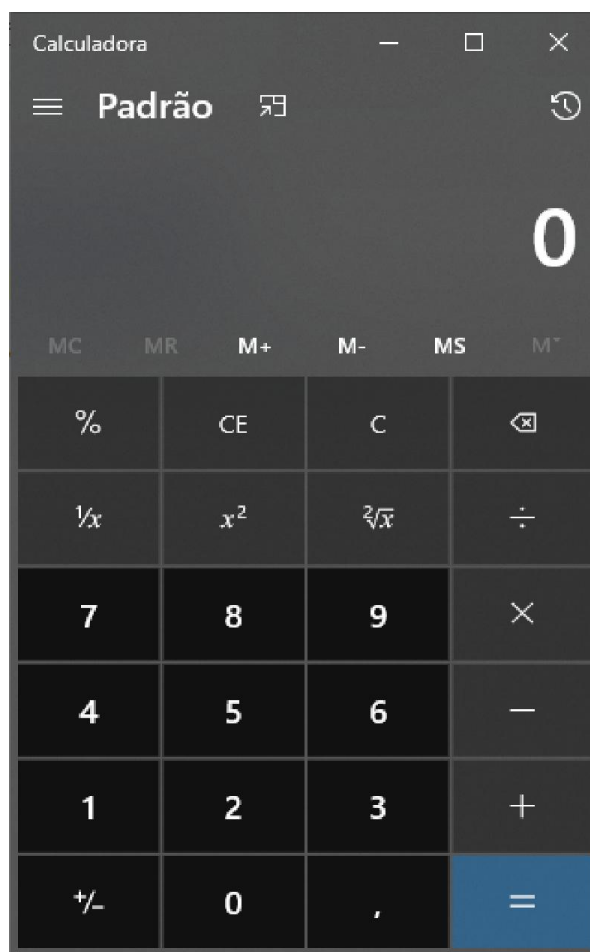 Calculadora
Padrão
0
MC MR M+ M- MS M˅
% CE C
¹/x x² ²√x ÷
7 8 9 ×
4 5 6 −
1 2 3 +
+/− 0 , =